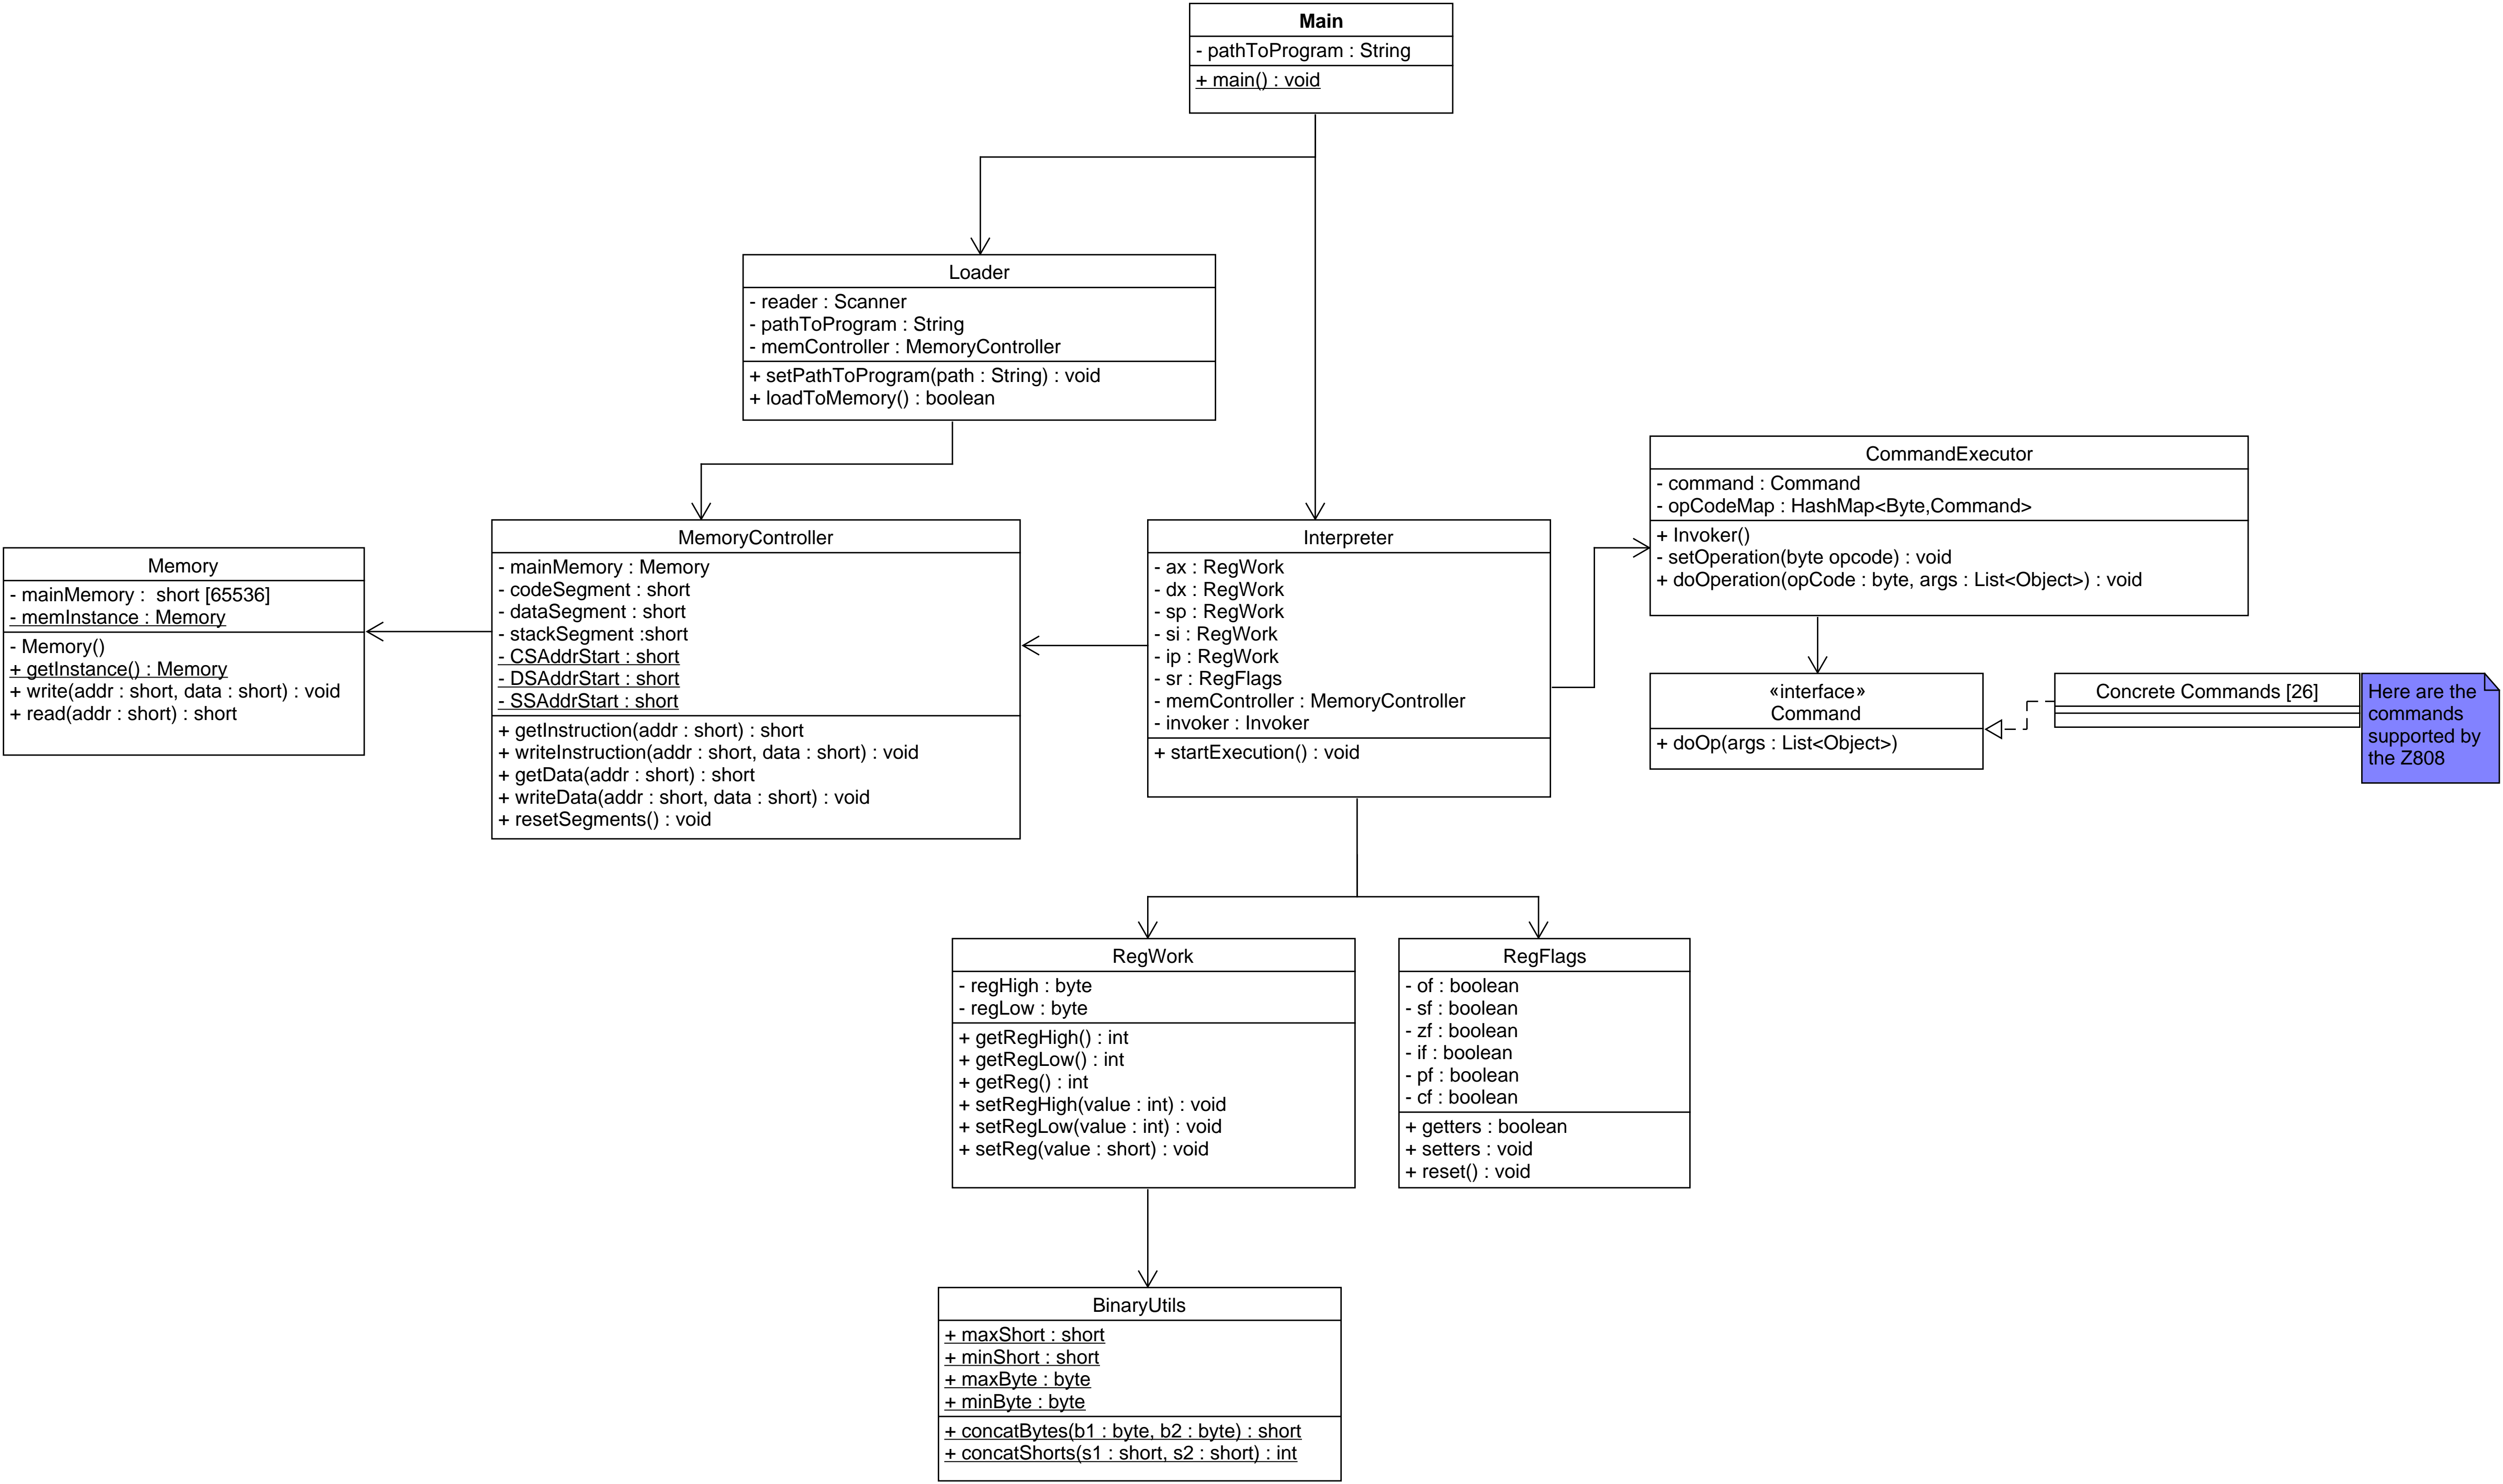 Main
- pathToProgram : String
+ main() : void
Loader
- reader : Scanner
- pathToProgram : String
- memController : MemoryController
+ setPathToProgram(path : String) : void
+ loadToMemory() : boolean
CommandExecutor
- command : Command
- opCodeMap : HashMap<Byte,Command>
+ Invoker()
- setOperation(byte opcode) : void
+ doOperation(opCode : byte, args : List<Object>) : void
Memory
- mainMemory :  short [65536]
- memInstance : Memory
- Memory()
+ getInstance() : Memory
+ write(addr : short, data : short) : void
+ read(addr : short) : short
MemoryController
- mainMemory : Memory
- codeSegment : short
- dataSegment : short
- stackSegment :short
- CSAddrStart : short
- DSAddrStart : short
- SSAddrStart : short
+ getInstruction(addr : short) : short
+ writeInstruction(addr : short, data : short) : void
+ getData(addr : short) : short
+ writeData(addr : short, data : short) : void
+ resetSegments() : void
Interpreter
- ax : RegWork
- dx : RegWork
- sp : RegWork
- si : RegWork
- ip : RegWork
- sr : RegFlags
- memController : MemoryController
- invoker : Invoker
+ startExecution() : void
«interface»
Command
+ doOp(args : List<Object>)
Concrete Commands [26]
Here are the
commands
supported by
the Z808
RegWork
- regHigh : byte
- regLow : byte
+ getRegHigh() : int
+ getRegLow() : int
+ getReg() : int
+ setRegHigh(value : int) : void
+ setRegLow(value : int) : void
+ setReg(value : short) : void
RegFlags
- of : boolean
- sf : boolean
- zf : boolean
- if : boolean
- pf : boolean
- cf : boolean
+ getters : boolean
+ setters : void
+ reset() : void
BinaryUtils
+ maxShort : short
+ minShort : short
+ maxByte : byte
+ minByte : byte
+ concatBytes(b1 : byte, b2 : byte) : short
+ concatShorts(s1 : short, s2 : short) : int